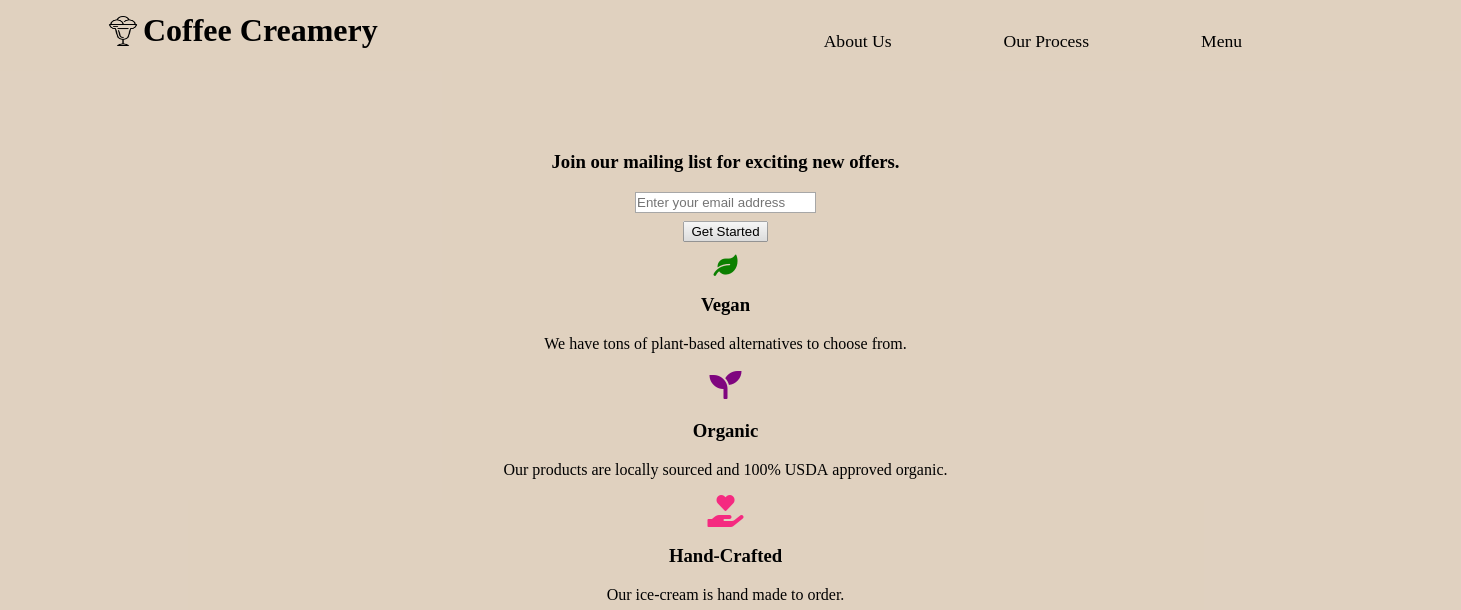 Coffee Creamery
About Us
Our Process
Menu
Join our mailing list for exciting new offers.
Enter your email address
Get Started
Vegan
We have tons of plant-based alternatives to choose from.
Organic
Our products are locally sourced and 100% USDA approved organic.
Hand-Crafted
Our ice-cream is hand made to order.